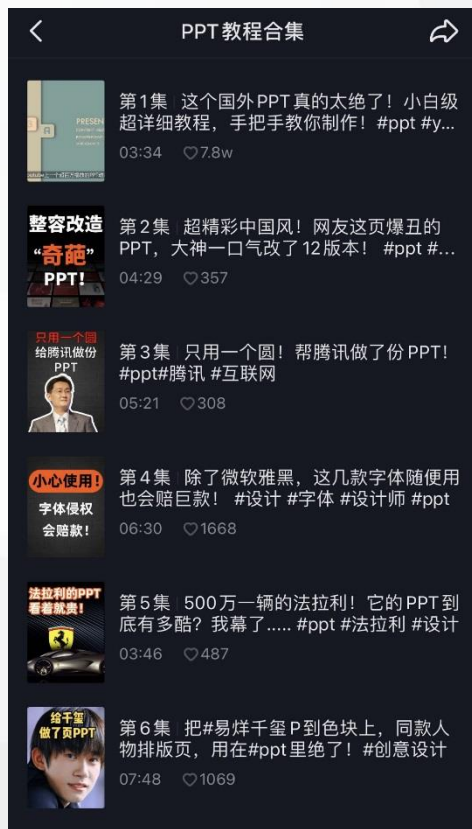 PPT教程合集
PRESEN
第1集 这个国外PPT真的太绝了！小白级
超详细教程，手把手教你制作！#ppt #y...
03:34 ♡7.8w
整容改造
“奇葩”
PPT!
第2集 超精彩中国风！网友这页爆丑的
PPT，大神一口气改了12版本！ #ppt #...
04:29 ♡357
只用一个圆
给腾讯做份
PPT
第3集 只用一个圆！帮腾讯做了份PPT！
#ppt#腾讯 #互联网
05:21 ♡308
小心使用！
字体侵权
会赔款！
第4集 除了微软雅黑，这几款字体随便用
也会赔巨款！ #设计 #字体 #设计师 #ppt
06:30 ♡1668
法拉利的PPT
看着就贵！
第5集 500万一辆的法拉利！它的PPT到
底有多酷？我幕了..... #ppt #法拉利 #设计
03:46 ♡487
给千玺
做了页PPT
第6集 把#易烊千玺P到色块上，同款人
物排版页，用在#ppt里绝了！#创意设计
07:48 ♡1069